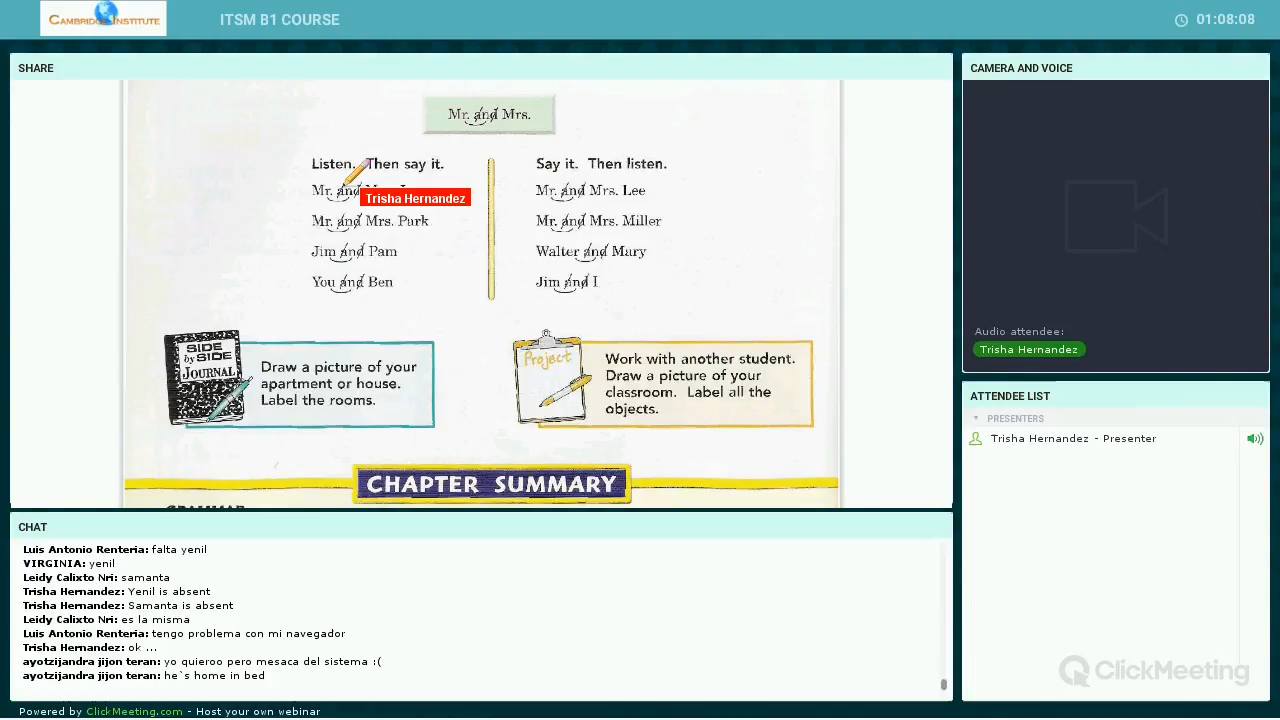 CAMBRIDGE INSTITUTE
ITSM B1 COURSE
01:08:08
SHARE
Mr. and Mrs.
Listen. Then say it.
Mr. and
Trisha Hernandez
Mr. and Mrs. Park
Jim and Pam
You and Ben
Say it. Then listen.
Mr. and Mrs. Lee
Mr. and Mrs. Miller
Walter and Mary
Jim and I
SIDE
by SIDE
JOURNAL
Draw a picture of your
apartment or house.
Label the rooms.
Project
Work with another student.
Draw a picture of your
classroom. Label all the
objects.
CHAPTER SUMMARY
CAMERA AND VOICE
Audio attendee:
Trisha Hernandez
ATTENDEE LIST
PRESENTERS
Trisha Hernandez - Presenter
CHAT
Luis Antonio Renteria: falta yenil
VIRGINIA: yenil
Leidy Calixto Nri: samanta
Trisha Hernandez: Yenil is absent
Trisha Hernandez: Samanta is absent
Leidy Calixto Nri: es la misma
Luis Antonio Renteria: tengo problema con mi navegador
Trisha Hernandez: ok ...
ayotzijandra jijon teran: yo quieroo pero mesaca del sistema :(
ayotzijandra jijon teran: he`s home in bed
ClickMeeting
Powered by ClickMeeting.com - Host your own webinar